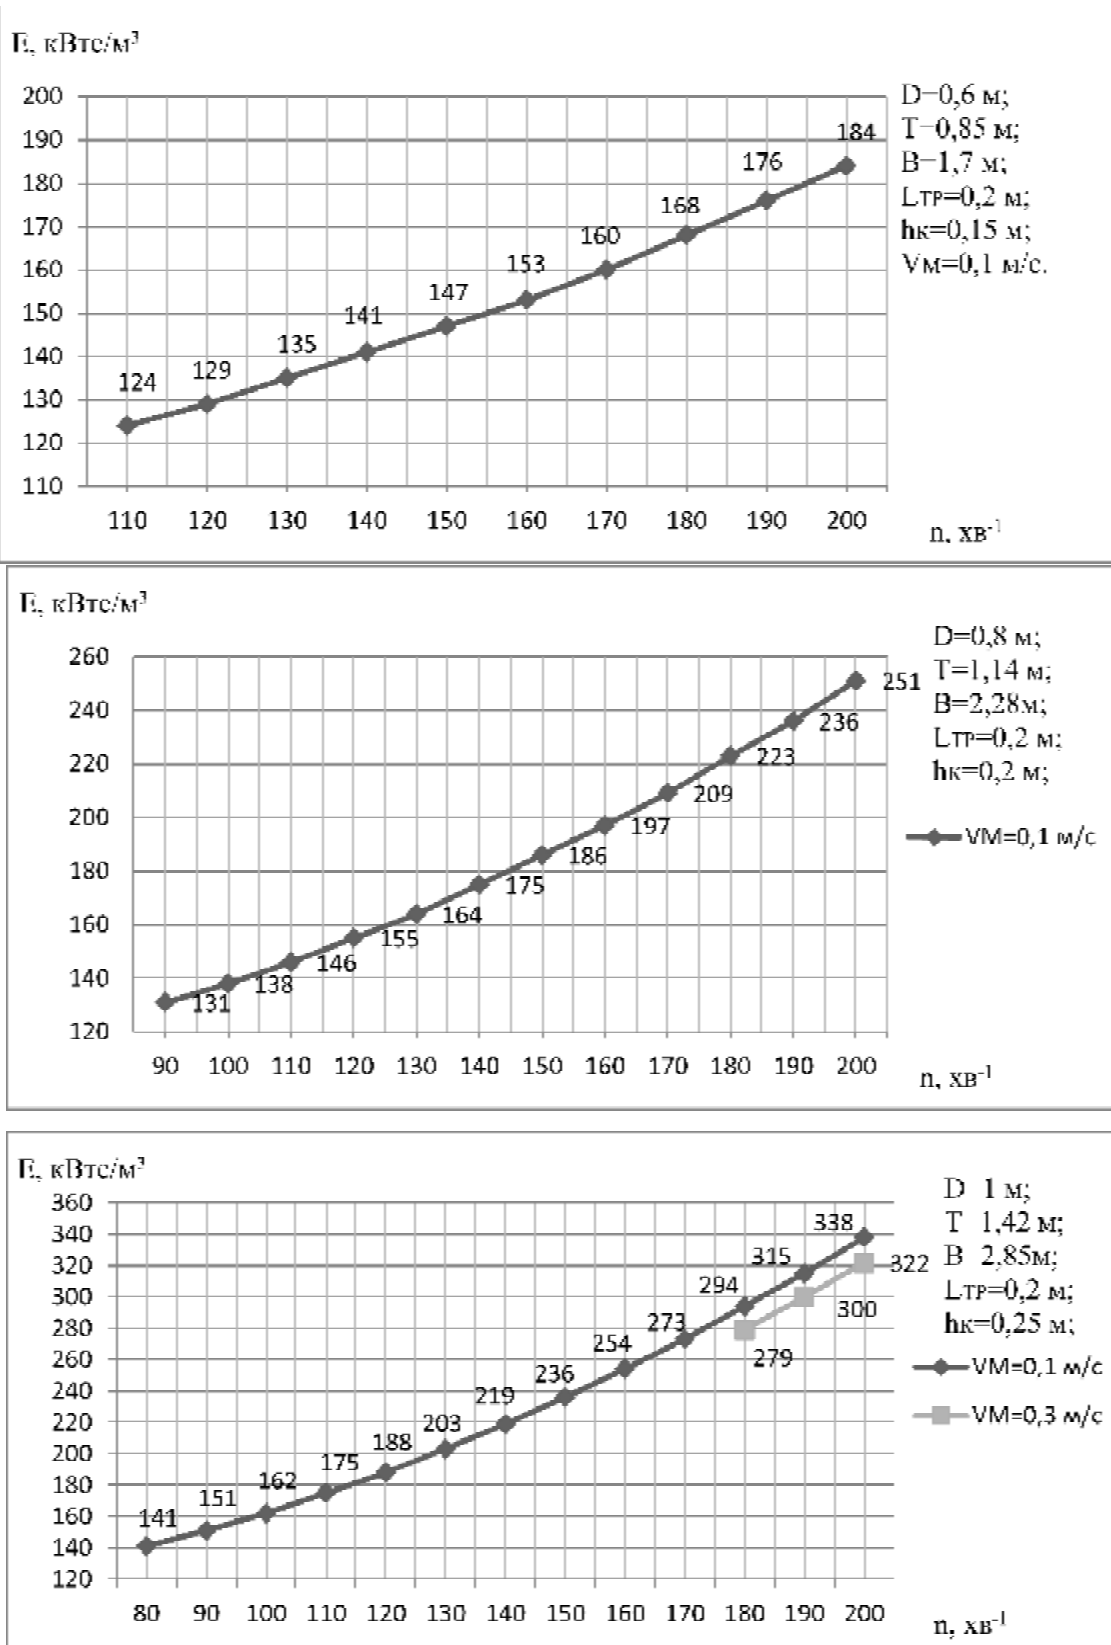 E, кВтс/м³
200
190
180
170
160
150
140
130
120
110
124
129
135
141
147
153
160
168
176
184
110 120 130 140 150 160 170 180 190 200
n, хв⁻¹
D=0,6 м;
T=0,85 м;
B=1,7 м;
Lтр=0,2 м;
hк=0,15 м;
Vм=0,1 м/с.
E, кВтс/м³
260
240
220
200
180
160
140
120
131
138
146
155
164
175
186
197
209
223
236
251
90 100 110 120 130 140 150 160 170 180 190 200
n, хв⁻¹
D=0,8 м;
T=1,14 м;
B=2,28м;
Lтр=0,2 м;
hк=0,2 м;
VM=0,1 м/с
E, кВтс/м³
360
340
320
300
280
260
240
220
200
180
160
140
120
141
151
162
175
188
203
219
236
254
273
294
315
338
279
300
322
80 90 100 110 120 130 140 150 160 170 180 190 200
n, хв⁻¹
D 1 м;
T 1,42 м;
B 2,85м;
Lтр=0,2 м;
hк=0,25 м;
VM=0,1 м/с
VM=0,3 м/с